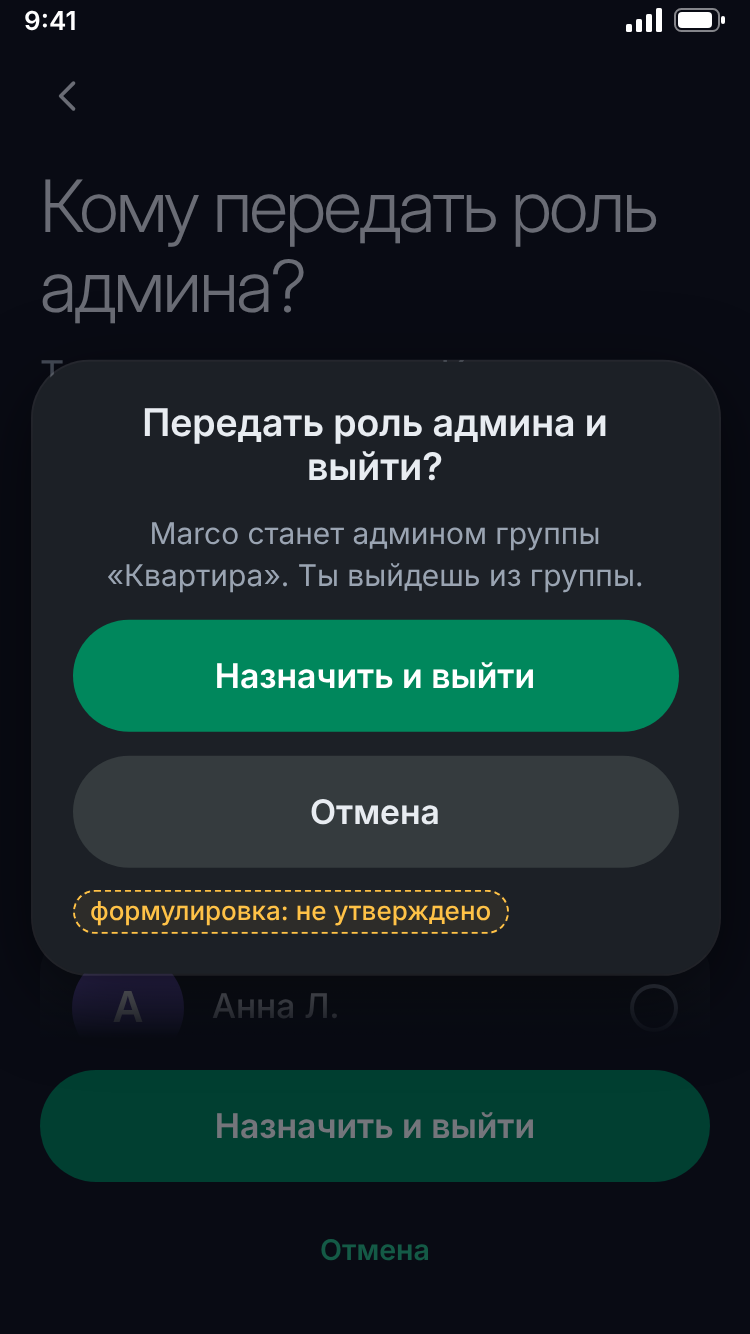 9:41
Кому передать роль
админа?
Передать роль админа и
выйти?
Marco станет админом группы
«Квартира». Ты выйдешь из группы.
Назначить и выйти
Отмена
формулировка: не утверждено
А
Анна Л.
Назначить и выйти
Отмена